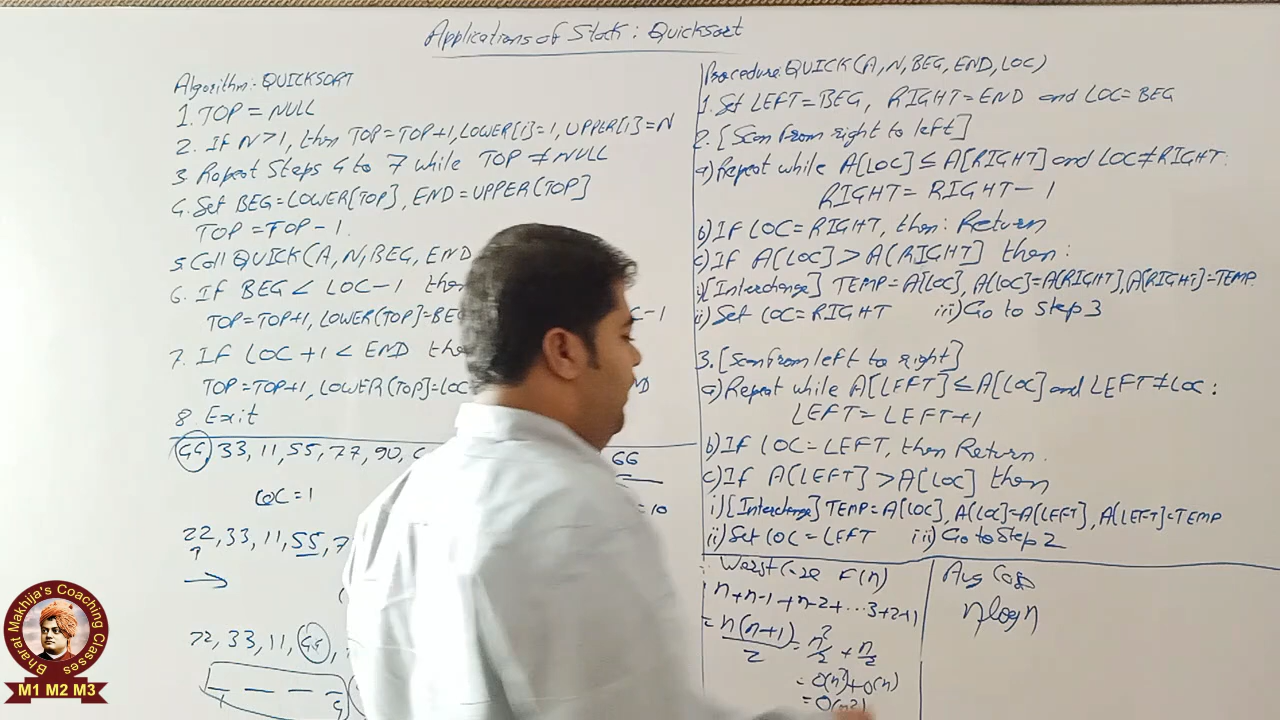 Applications of Stack: Quicksort
Algorithm: QUICKSORT
1. TOP = NULL
2. If N>1, then TOP=TOP+1, LOWER[i]=1, UPPER[i]=N
3. Repeat Steps 4 to 7 while TOP ≠ NULL
4. Set BEG=LOWER[TOP], END=UPPER[TOP]
TOP = TOP - 1.
5. Call QUICK(A, N, BEG, END
6. If BEG < LOC-1 then
TOP=TOP+1, LOWER[TOP]=BEG -1
7. If LOC+1 < END the
TOP=TOP+1, LOWER[TOP]=LOC
8 Exit
44, 33, 11, 55, 77, 90, 66
LOC=1 =10
22, 33, 11, 55, 7
22, 33, 11, 44,
Procedure: QUICK(A, N, BEG, END, LOC)
1. Set LEFT=BEG, RIGHT=END and LOC=BEG
2. [Scan from right to left]
a) Repeat while A[LOC] ≤ A[RIGHT] and LOC≠RIGHT:
RIGHT = RIGHT - 1
b) If LOC=RIGHT, then: Return
c) If A[LOC] > A[RIGHT] then:
i) [Interchange] TEMP=A[LOC], A[LOC]=A[RIGHT], A[RIGHT]=TEMP
ii) Set LOC=RIGHT iii) Go to Step 3
3. [Scan from left to right]
a) Repeat while A[LEFT] ≤ A[LOC] and LEFT≠LOC:
LEFT = LEFT+1
b) If LOC=LEFT, then Return.
c) If A[LEFT] > A[LOC] then
i) [Interchange] TEMP=A[LOC], A[LOC]=A[LEFT], A[LEFT]=TEMP
ii) Set LOC=LEFT iii) Go to Step 2
Worst Case F(n)
n+n-1+n-2+...3+2+1
= n(n+1)/2 = n²/2 + n/2
= O(n²)+O(n)
= O(n²)
Avg Case
nlogn
Bharat Makhija's Coaching Classes
M1 M2 M3